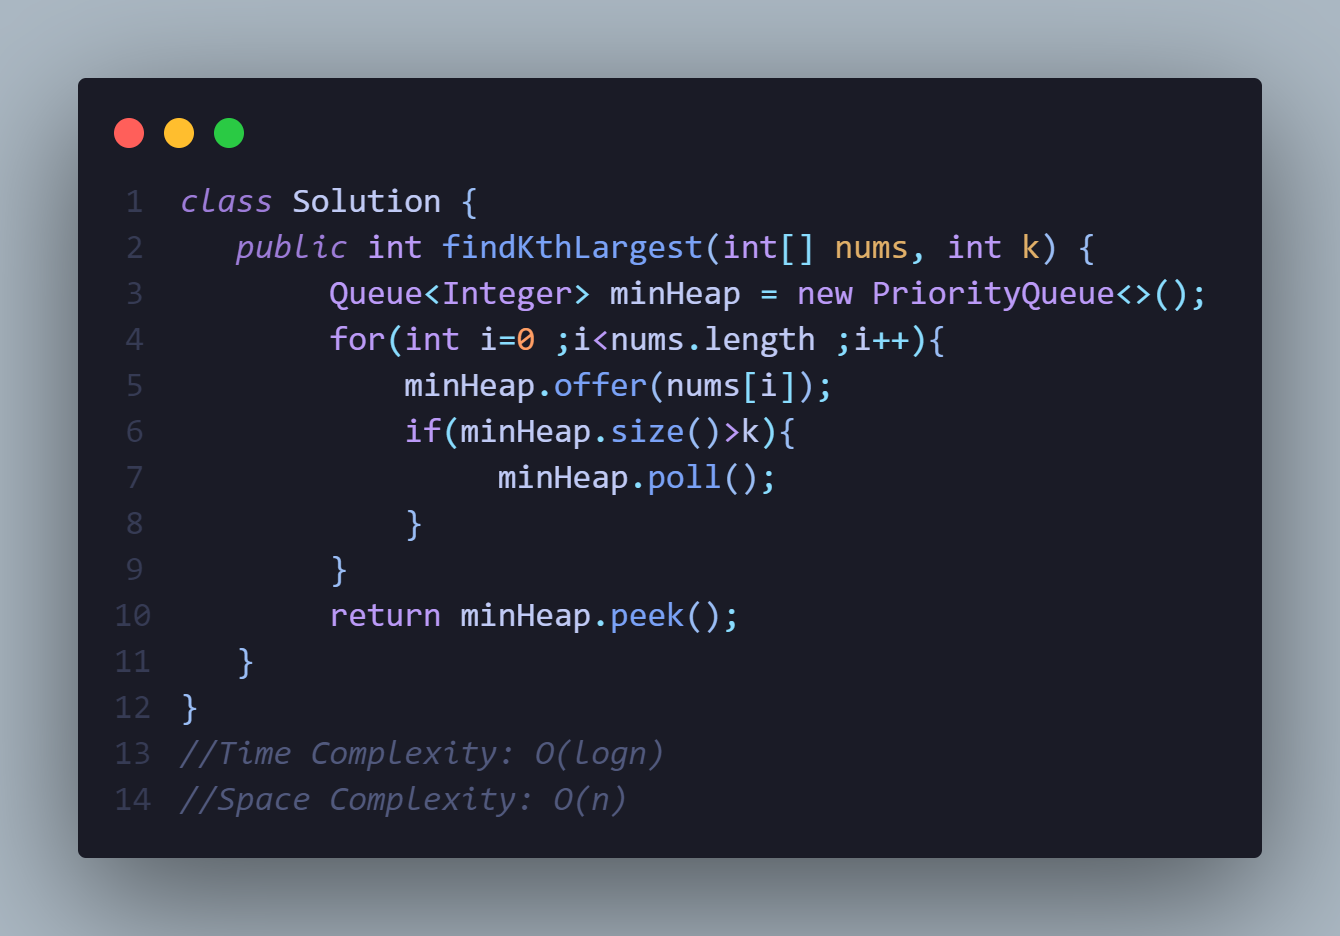 1 class Solution {
2 public int findKthLargest(int[] nums, int k) {
3 Queue<Integer> minHeap = new PriorityQueue<>();
4 for(int i=0 ;i<nums.length ;i++){
5 minHeap.offer(nums[i]);
6 if(minHeap.size()>k){
7 minHeap.poll();
8 }
9 }
10 return minHeap.peek();
11 }
12 }
13 //Time Complexity: O(logn)
14 //Space Complexity: O(n)